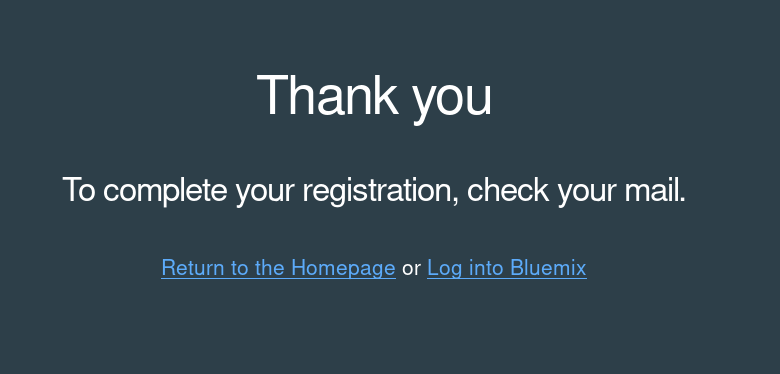 Thank you
To complete your registration, check your mail.
Return to the Homepage or Log into Bluemix